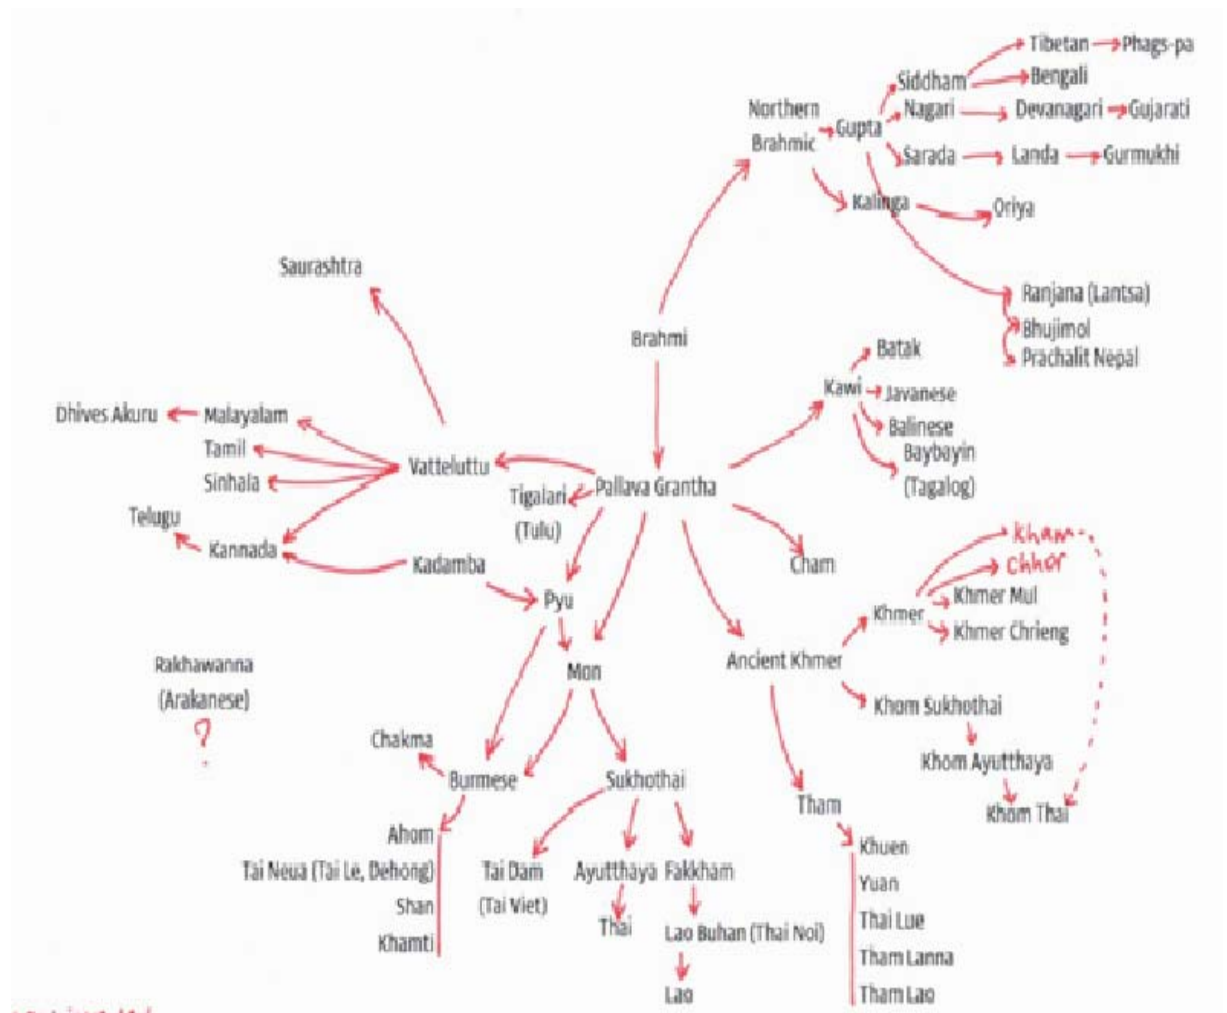 Tibetan Phags-pa
Siddham
Bengali
Northern
Brahmic
Gupta
Nagari Devanagari Gujarati
Sarada Landa Gurmukhi
Kalinga
Oriya
Saurashtra
Ranjana (Lantsa)
Bhujimol
Prachalit Nepal
Brahmi
Batak
Kawi
Javanese
Balinese
Baybayin
(Tagalog)
Dhives Akuru Malayalam
Tamil
Sinhala
Vatteluttu
Telugu
Kannada
Tigalari
(Tulu)
Pallava Grantha
Kadamba
Cham
Pyu
Kham
Chhor
Khmer
Khmer Mul
Khmer Chrieng
Rakhawanna
(Arakanese)
?
Mon
Ancient Khmer
Khom Sukhothai
Khom Ayutthaya
Khom Thai
Chakma
Burmese
Sukhothai
Tham
Ahom
Tai Neua (Tai Le, Dehong)
Shan
Khamti
Tai Dam
(Tai Viet)
Ayutthaya Fakkham
Thai
Lao Buhan (Thai Noi)
Lao
Khuen
Yuan
Thai Lue
Tham Lanna
Tham Lao